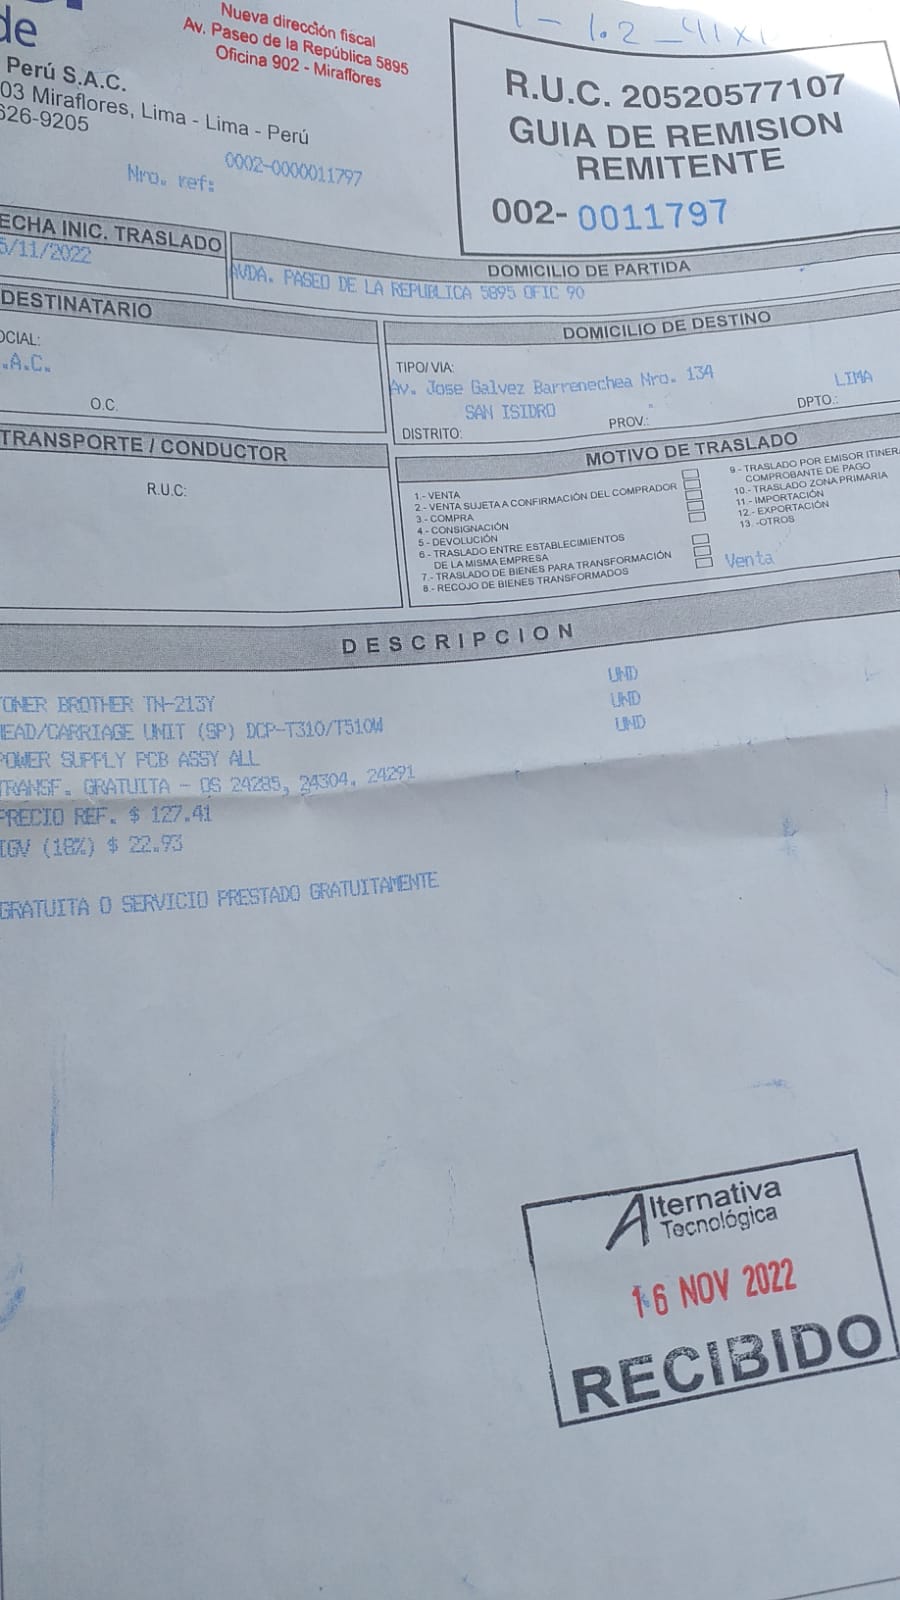 de
Perú S.A.C.
03 Miraflores, Lima - Lima - Perú
626-9205
Nueva dirección fiscal
Av. Paseo de la República 5895
Oficina 902 - Miraflores
Nro. ref: 0002-0000011797
R.U.C. 20520577107
GUIA DE REMISION
REMITENTE
002- 0011797
ECHA INIC. TRASLADO
5/11/2022
DOMICILIO DE PARTIDA
AVDA. PASEO DE LA REPUBLICA 5895 OFIC 90
DESTINATARIO
OCIAL:
.A.C.
O.C.
DOMICILIO DE DESTINO
TIPO/VIA:
Av. Jose Galvez Barrenechea Nro. 134
SAN ISIDRO
LIMA
DISTRITO:
PROV.:
DPTO.:
TRANSPORTE / CONDUCTOR
R.U.C:
MOTIVO DE TRASLADO
1.- VENTA
2.- VENTA SUJETA A CONFIRMACIÓN DEL COMPRADOR
3.- COMPRA
4.- CONSIGNACIÓN
5.- DEVOLUCIÓN
6.- TRASLADO ENTRE ESTABLECIMIENTOS
DE LA MISMA EMPRESA
7.- TRASLADO DE BIENES PARA TRANSFORMACIÓN
8.- RECOJO DE BIENES TRANSFORMADOS
9.- TRASLADO POR EMISOR ITINERA
COMPROBANTE DE PAGO
10.- TRASLADO ZONA PRIMARIA
11.- IMPORTACIÓN
12.- EXPORTACIÓN
13. -OTROS
Venta
DESCRIPCION
TONER BROTHER TN-213Y UND
HEAD/CARRIAGE UNIT (SP) DCP-T310/T510W UND
POWER SUPPLY PCB ASSY ALL UND
TRANSF. GRATUITA - OS 24285, 24304, 24291
PRECIO REF. $ 127.41
IGV (18%) $ 22.93
GRATUITA O SERVICIO PRESTADO GRATUITAMENTE
Alternativa
Tecnológica
16 NOV 2022
RECIBIDO